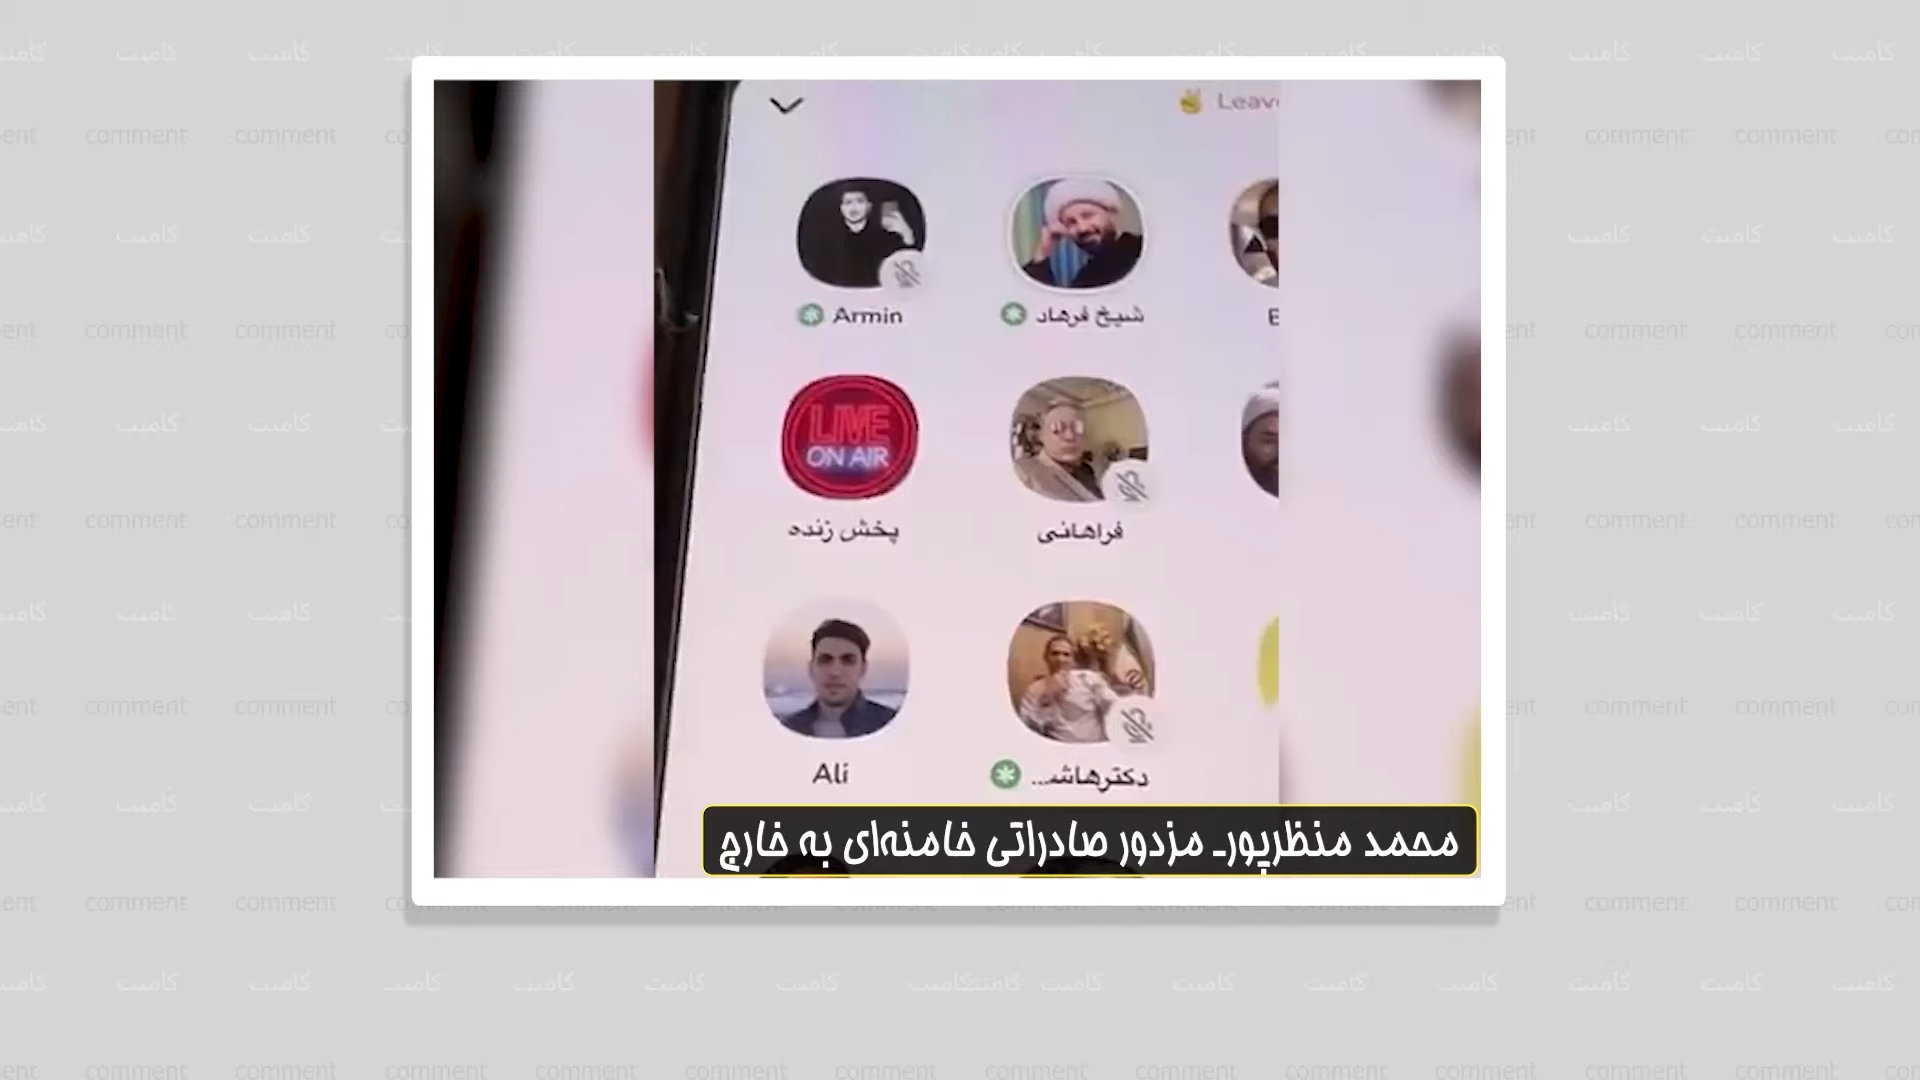 Leave
Armin
شیخ فرهاد
LIVE
ON AIR
پخش زنده
فراهانی
Ali
دکترهاشـ...
محمد منظرپور- مزدور صادراتی خامنه‌ای به خارج
کامنت
comment